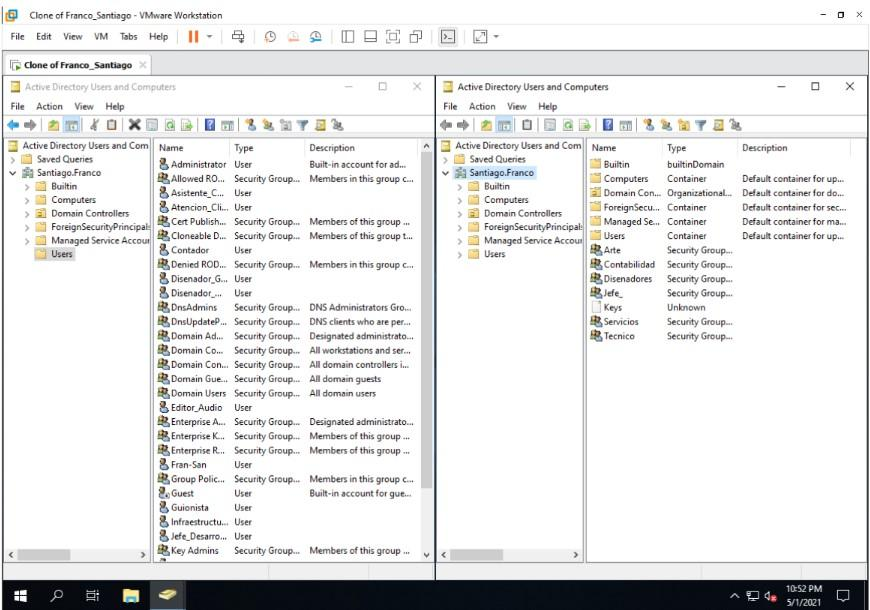 Clone of Franco_Santiago - VMware Workstation
File Edit View VM Tabs Help
Clone of Franco_Santiago
Active Directory Users and Computers
File Action View Help
Active Directory Users and Com
Saved Queries
Santiago.Franco
Builtin
Computers
Domain Controllers
ForeignSecurityPrincipals
Managed Service Accour
Users
Name Type Description
Administrator User Built-in account for ad...
Allowed RO... Security Group... Members in this group c...
Asistente_C... User
Atencion_Cli... User
Cert Publish... Security Group... Members of this group ...
Cloneable D... Security Group... Members of this group t...
Contador User
Denied ROD... Security Group... Members in this group c...
Disenador_G... User
Disenador_... User
DnsAdmins Security Group... DNS Administrators Gro...
DnsUpdateP... Security Group... DNS clients who are per...
Domain Ad... Security Group... Designated administrato...
Domain Co... Security Group... All workstations and ser...
Domain Con... Security Group... All domain controllers i...
Domain Gue... Security Group... All domain guests
Domain Users Security Group... All domain users
Editor_Audio User
Enterprise A... Security Group... Designated administrato...
Enterprise K... Security Group... Members of this group ...
Enterprise R... Security Group... Members of this group ...
Fran-San User
Group Polic... Security Group... Members in this group c...
Guest User Built-in account for gue...
Guionista User
Infraestructu... User
Jefe_Desarro... User
Key Admins Security Group... Members of this group ...
Active Directory Users and Computers
File Action View Help
Active Directory Users and Com
Saved Queries
Santiago.Franco
Builtin
Computers
Domain Controllers
ForeignSecurityPrincipals
Managed Service Accour
Users
Name Type Description
Builtin builtinDomain
Computers Container Default container for up...
Domain Con... Organizational... Default container for do...
ForeignSecu... Container Default container for sec...
Managed Se... Container Default container for ma...
Users Container Default container for up...
Arte Security Group...
Contabilidad Security Group...
Disenadores Security Group...
Jefe_ Security Group...
Keys Unknown
Servicios Security Group...
Tecnico Security Group...
10:52 PM
5/1/2021